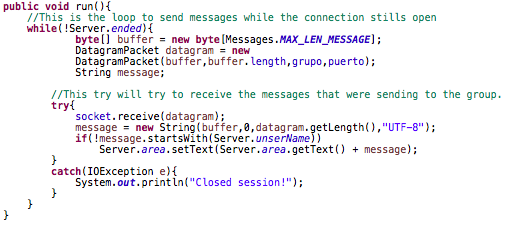 public void run(){
    //This is the loop to send messages while the connection stills open
    while(!Server.ended){
            byte[] buffer = new byte[Messages.MAX_LEN_MESSAGE];
            DatagramPacket datagram = new
            DatagramPacket(buffer,buffer.length,grupo,puerto);
            String message;

        //This try will try to receive the messages that were sending to the group.
        try{
            socket.receive(datagram);
            message = new String(buffer,0,datagram.getLength(),"UTF-8");
            if(!message.startsWith(Server.unserName))
                Server.area.setText(Server.area.getText() + message);
        }
        catch(IOException e){
            System.out.println("Closed session!");
        }
    }
}